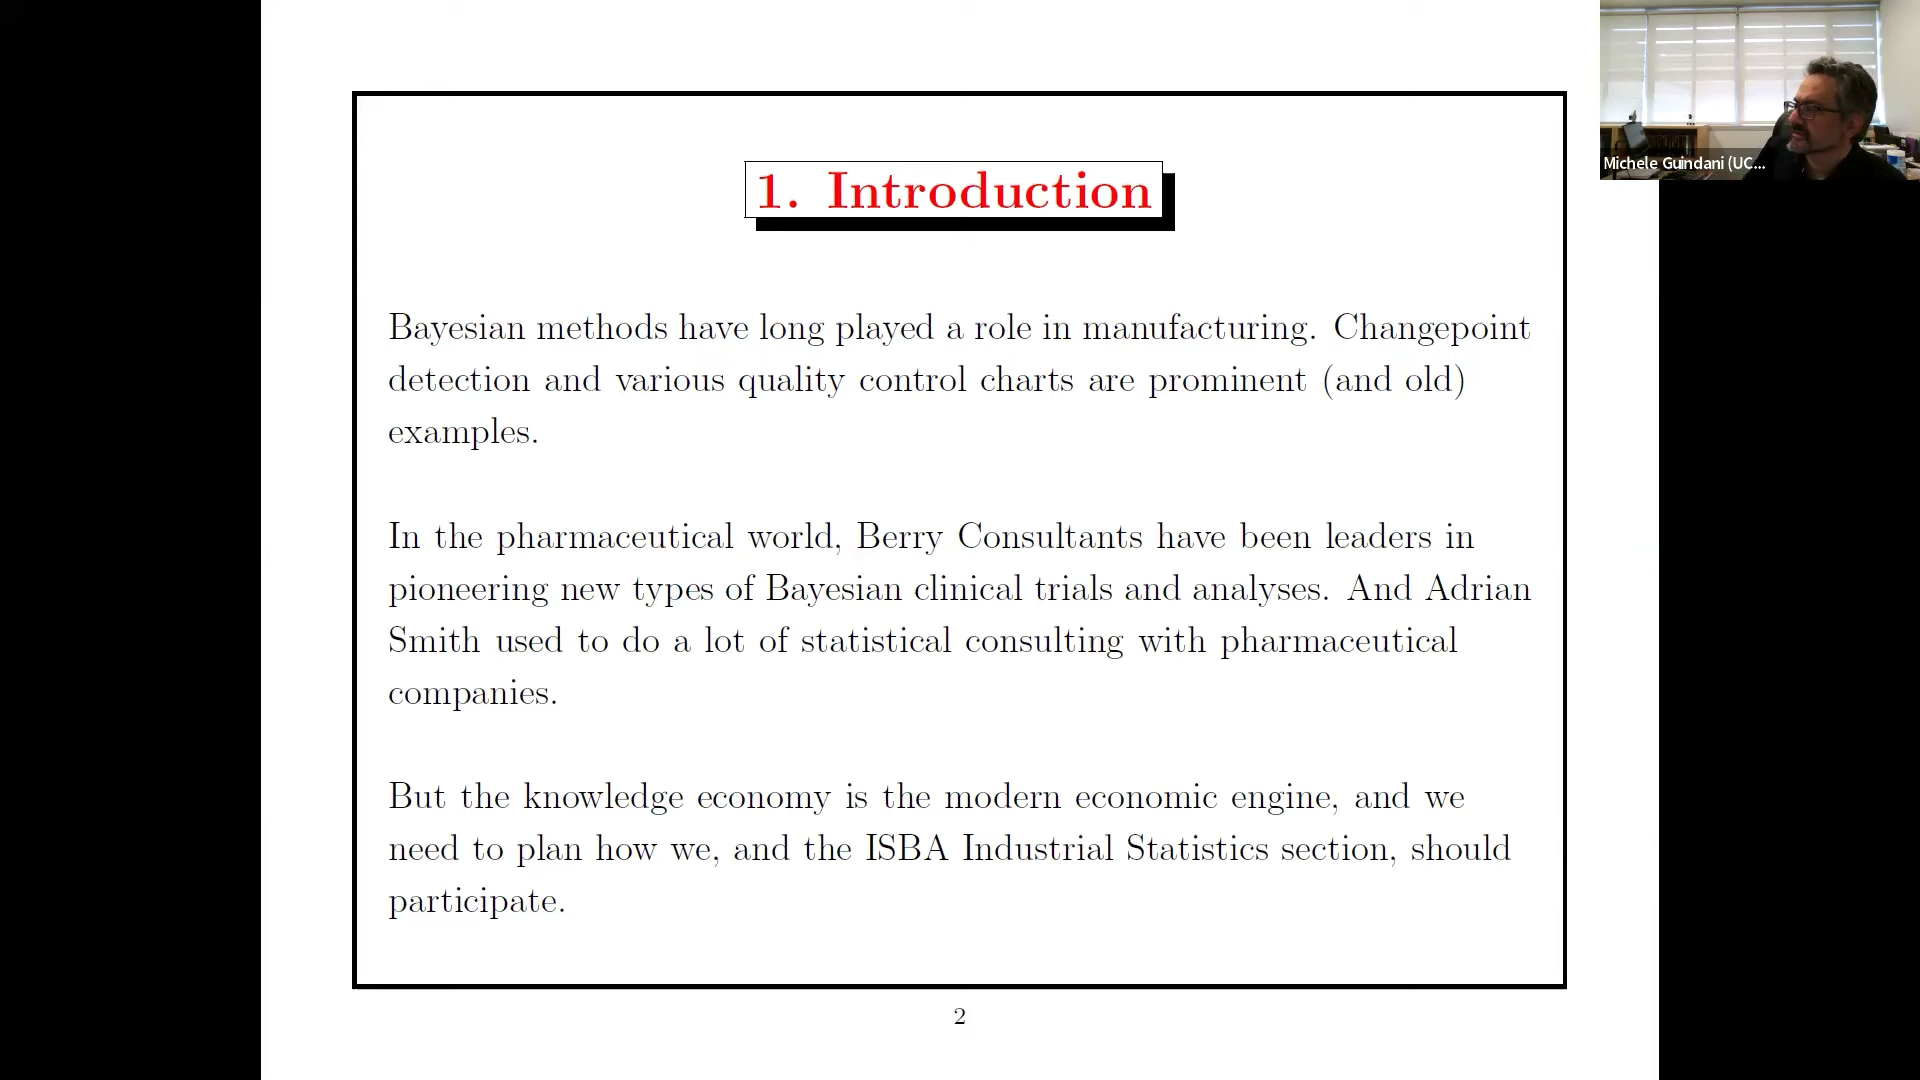 1. Introduction
Michele Guindani (UC...
Bayesian methods have long played a role in manufacturing. Changepoint
detection and various quality control charts are prominent (and old)
examples.
In the pharmaceutical world, Berry Consultants have been leaders in
pioneering new types of Bayesian clinical trials and analyses. And Adrian
Smith used to do a lot of statistical consulting with pharmaceutical
companies.
But the knowledge economy is the modern economic engine, and we
need to plan how we, and the ISBA Industrial Statistics section, should
participate.
2